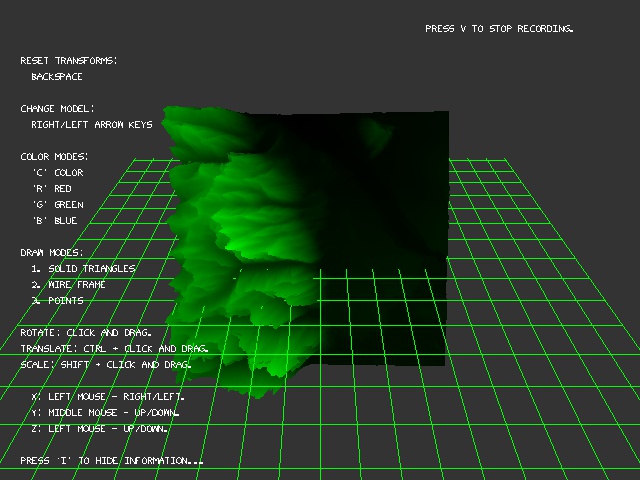 PRESS V TO STOP RECORDING.
RESET TRANSFORMS:
BACKSPACE
CHANGE MODEL:
RIGHT/LEFT ARROW KEYS
COLOR MODES:
'C' COLOR
'R' RED
'G' GREEN
'B' BLUE
DRAW MODES:
1. SOLID TRIANGLES
2. WIRE FRAME
3. POINTS
ROTATE: CLICK AND DRAG.
TRANSLATE: CTRL + CLICK AND DRAG.
SCALE: SHIFT + CLICK AND DRAG.
X: LEFT MOUSE - RIGHT/LEFT.
Y: MIDDLE MOUSE - UP/DOWN.
Z: LEFT MOUSE - UP/DOWN.
PRESS 'I' TO HIDE INFORMATION...